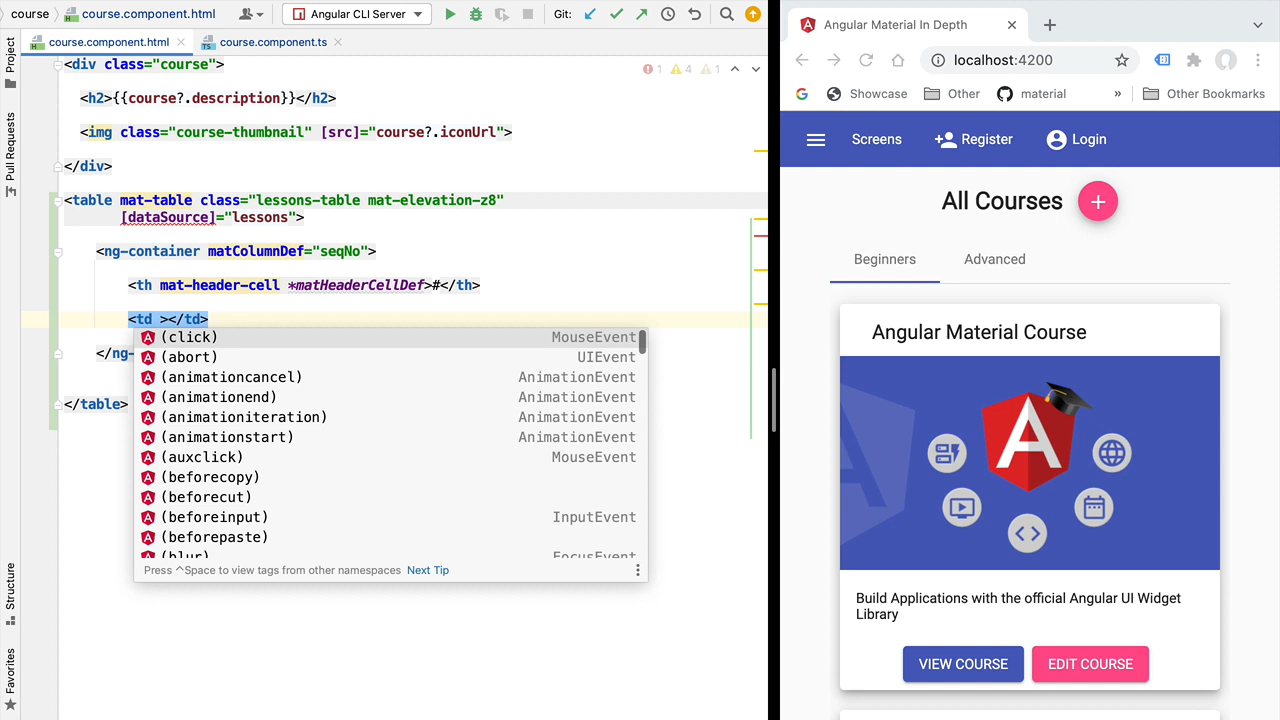 course
course.component.html
Angular CLI Server
Git:
course.component.html
course.component.ts
Project
Pull Requests
Structure
Favorites
<div class="course">
1 4 1
<h2>{{course?.description}}</h2>
<img class="course-thumbnail" [src]="course?.iconUrl">
</div>
<table mat-table class="lessons-table mat-elevation-z8"
[dataSource]="lessons">
<ng-container matColumnDef="seqNo">
<th mat-header-cell *matHeaderCellDef>#</th>
<td ></td>
(click) MouseEvent
(abort) UIEvent
</ng-
(animationcancel) AnimationEvent
(animationend) AnimationEvent
</table>
(animationiteration) AnimationEvent
(animationstart) AnimationEvent
(auxclick) MouseEvent
(beforecopy)
(beforecut)
(beforeinput) InputEvent
(beforepaste)
(blur) FocusEvent
Press ^Space to view tags from other namespaces Next Tip
Angular Material In Depth
localhost:4200
Showcase
Other
material
»
Other Bookmarks
Screens
Register
Login
All Courses
+
Beginners
Advanced
Angular Material Course
Build Applications with the official Angular UI Widget
Library
VIEW COURSE
EDIT COURSE